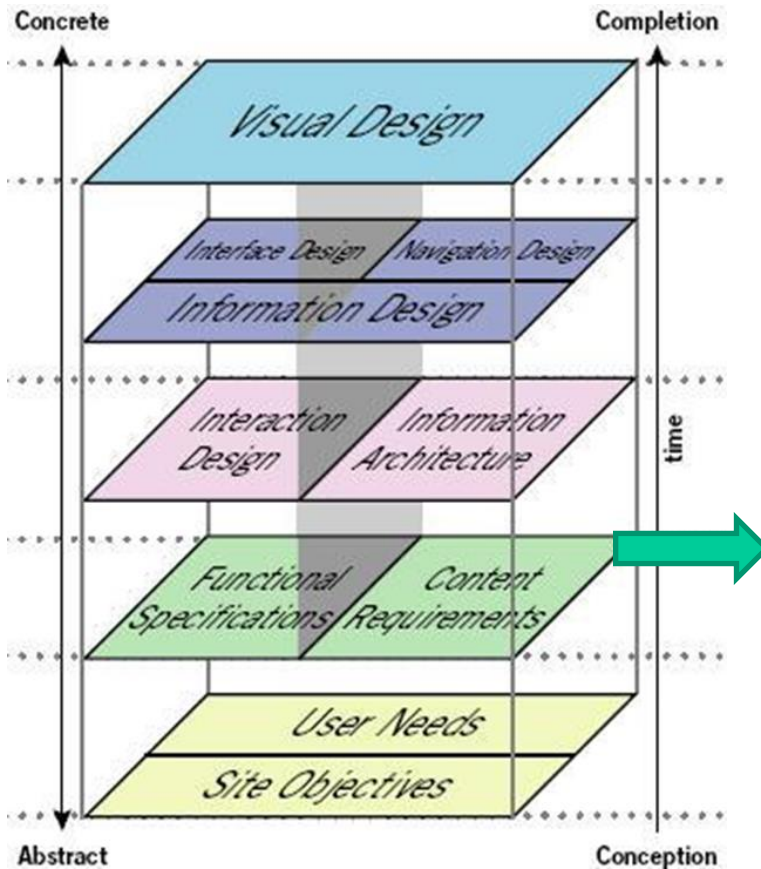 Concrete
Completion
Visual Design
Interface Design
Navigation Design
Information Design
Interaction
Design
Information
Architecture
time
Functional
Specifications
Content
Requirements
User Needs
Site Objectives
Abstract
Conception